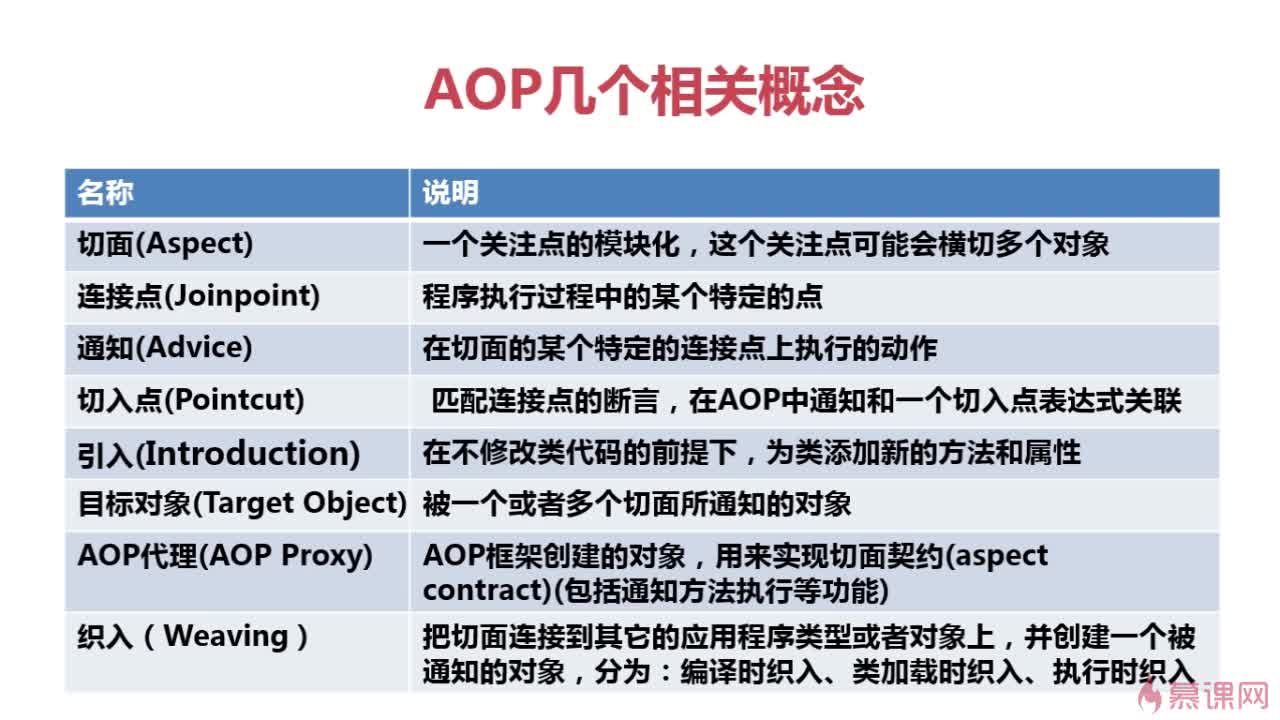 AOP几个相关概念
名称 说明
切面(Aspect) 一个关注点的模块化，这个关注点可能会横切多个对象
连接点(Joinpoint) 程序执行过程中的某个特定的点
通知(Advice) 在切面的某个特定的连接点上执行的动作
切入点(Pointcut) 匹配连接点的断言，在AOP中通知和一个切入点表达式关联
引入(Introduction) 在不修改类代码的前提下，为类添加新的方法和属性
目标对象(Target Object) 被一个或者多个切面所通知的对象
AOP代理(AOP Proxy) AOP框架创建的对象，用来实现切面契约(aspect
contract)(包括通知方法执行等功能)
织入（Weaving） 把切面连接到其它的应用程序类型或者对象上，并创建一个被
通知的对象，分为：编译时织入、类加载时织入、执行时织入
慕课网